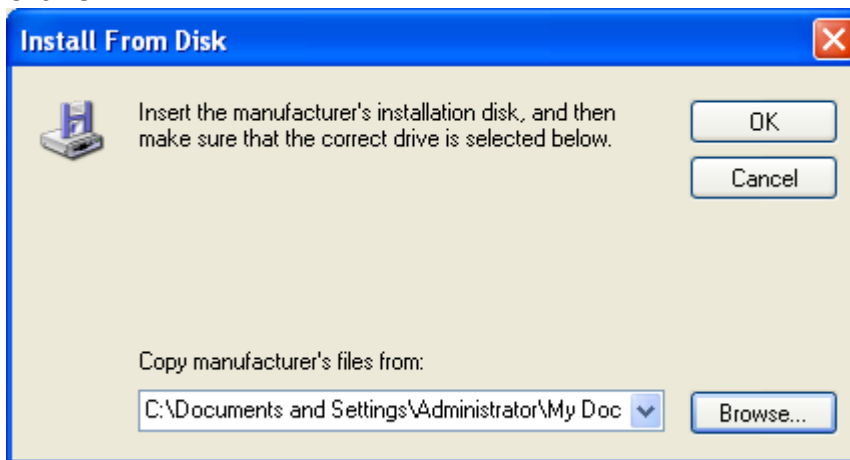 Install From Disk
Insert the manufacturer's installation disk, and then
make sure that the correct drive is selected below.
OK
Cancel
Copy manufacturer's files from:
C:\Documents and Settings\Administrator\My Doc
Browse...